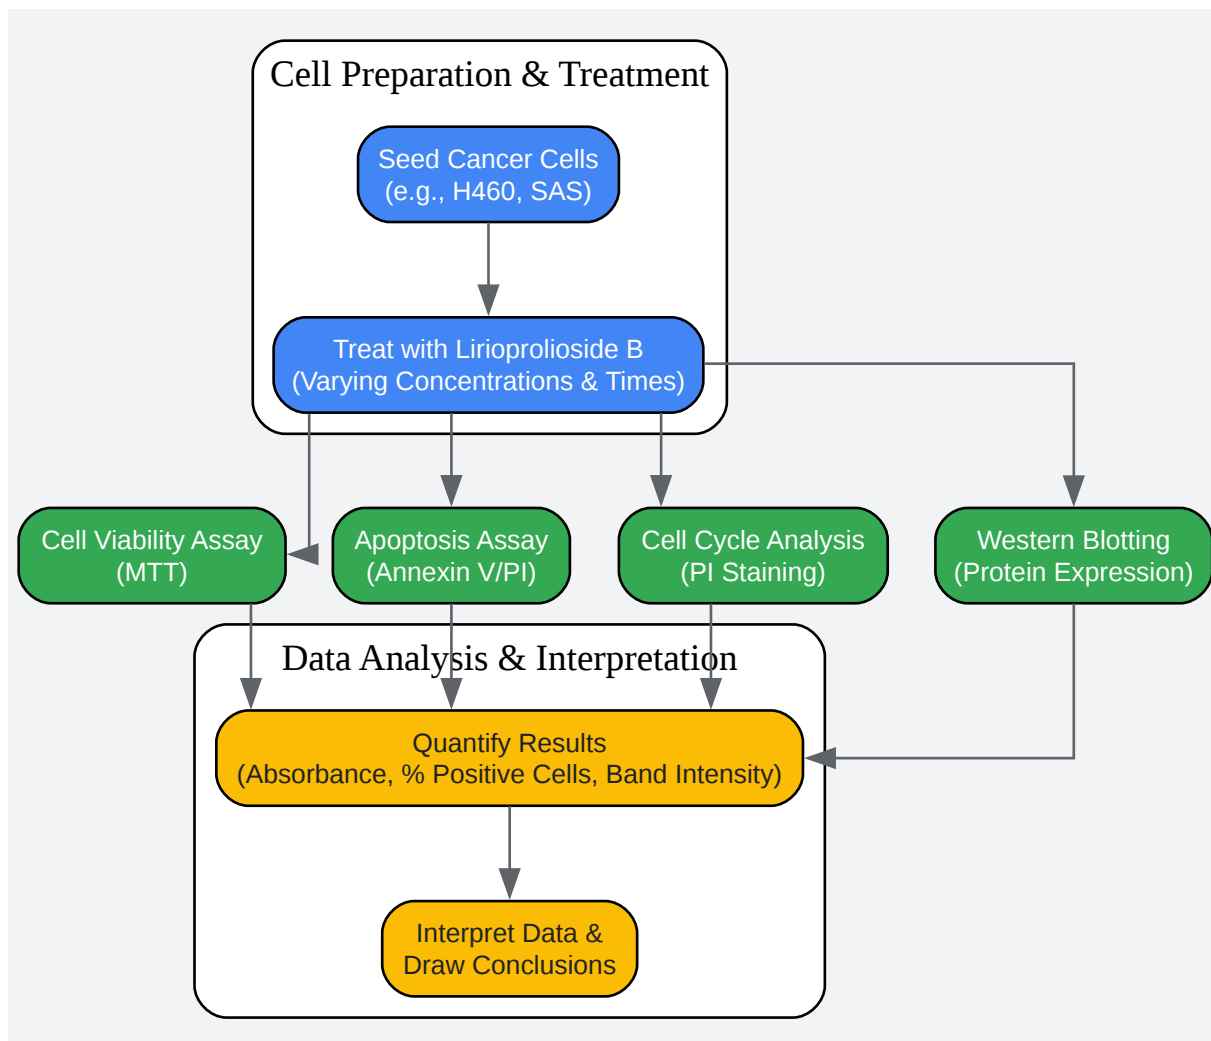 Cell Preparation & Treatment
Seed Cancer Cells
(e.g., H460, SAS)
Treat with Lirioprolioside B
(Varying Concentrations & Times)
Cell Viability Assay
(MTT)
Apoptosis Assay
(Annexin V/PI)
Cell Cycle Analysis
(PI Staining)
Western Blotting
(Protein Expression)
Data Analysis & Interpretation
Quantify Results
(Absorbance, % Positive Cells, Band Intensity)
Interpret Data &
Draw Conclusions